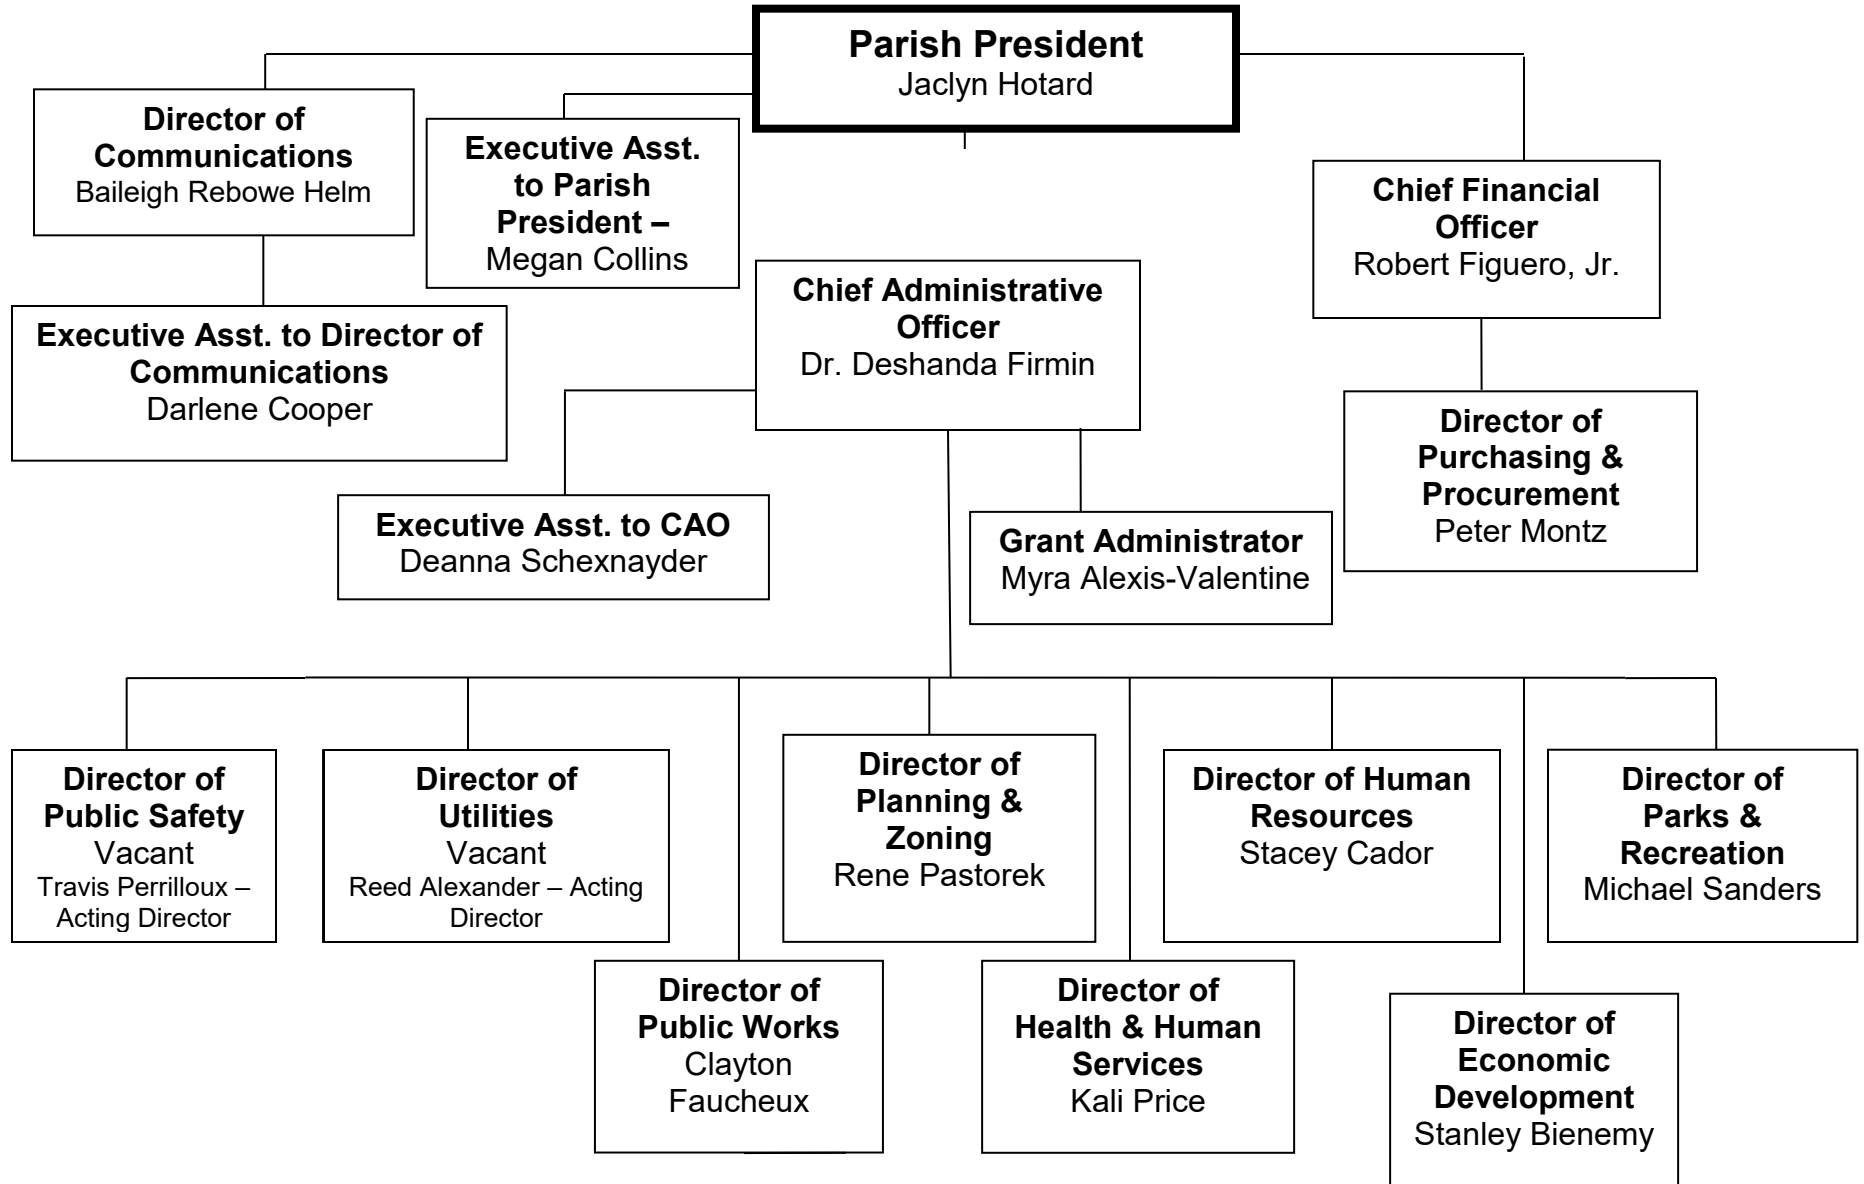 Parish President
Jaclyn Hotard
Director of
Communications
Baileigh Rebowe Helm
Executive Asst.
to Parish
President –
Megan Collins
Chief Financial
Officer
Robert Figuero, Jr.
Chief Administrative
Officer
Dr. Deshanda Firmin
Executive Asst. to Director of
Communications
Darlene Cooper
Director of
Purchasing &
Procurement
Peter Montz
Executive Asst. to CAO
Deanna Schexnayder
Grant Administrator
Myra Alexis-Valentine
Director of
Public Safety
Vacant
Travis Perrilloux –
Acting Director
Director of
Utilities
Vacant
Reed Alexander – Acting
Director
Director of
Planning &
Zoning
Rene Pastorek
Director of Human
Resources
Stacey Cador
Director of
Parks &
Recreation
Michael Sanders
Director of
Public Works
Clayton
Faucheux
Director of
Health & Human
Services
Kali Price
Director of
Economic
Development
Stanley Bienemy